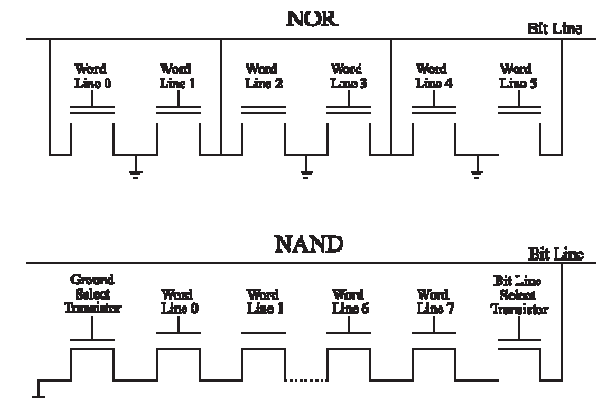 NOR
Bit Line
Word
Line 0
Word
Line 1
Word
Line 2
Word
Line 3
Word
Line 4
Word
Line 5
NAND
Bit Line
Ground
Select
Transistor
Word
Line 0
Word
Line 1
Word
Line 6
Word
Line 7
Bit Line
Select
Transistor